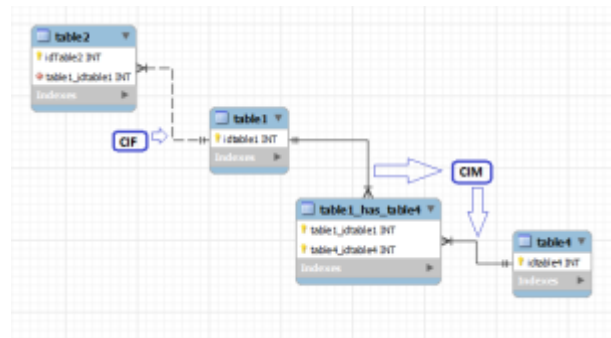 table2
idTable2 INT
table1_idtable1 INT
Indexes
CIF
table1
idtable1 INT
Indexes
CIM
table1_has_table4
table1_idtable1 INT
table4_idtable4 INT
Indexes
table4
idtable4 INT
Indexes